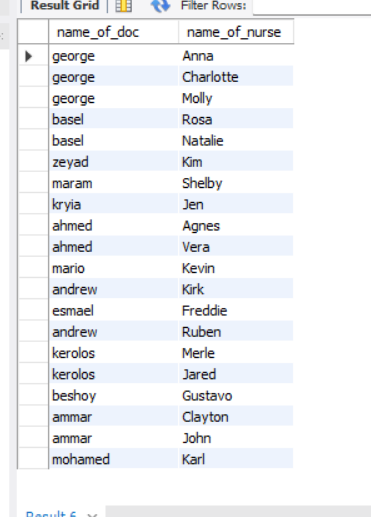 Result Grid Filter Rows:
name_of_doc name_of_nurse
george Anna
george Charlotte
george Molly
basel Rosa
basel Natalie
zeyad Kim
maram Shelby
kryia Jen
ahmed Agnes
ahmed Vera
mario Kevin
andrew Kirk
esmael Freddie
andrew Ruben
kerolos Merle
kerolos Jared
beshoy Gustavo
ammar Clayton
ammar John
mohamed Karl
Result 6